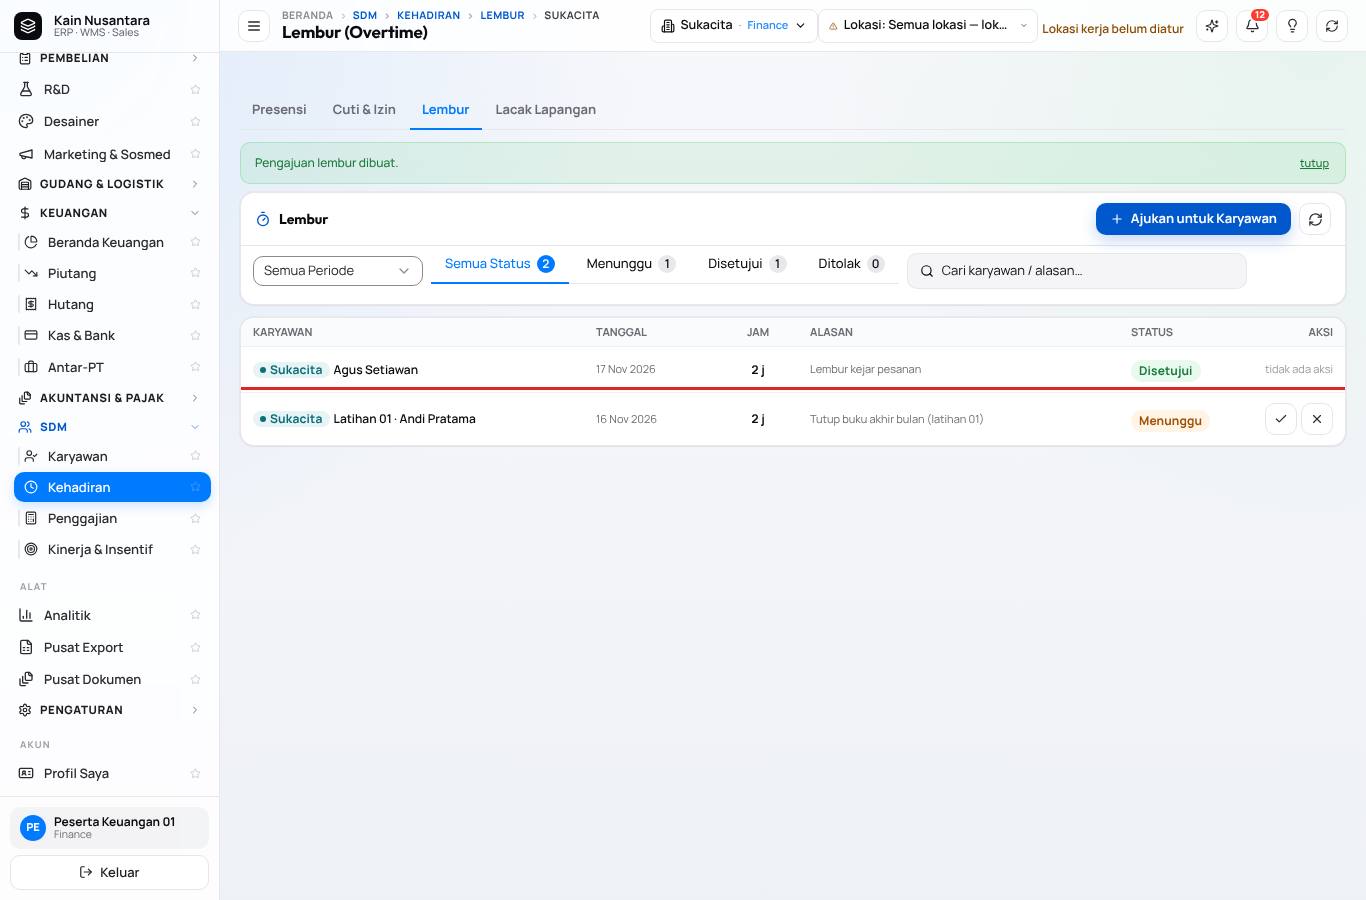 Kain Nusantara
ERP · WMS · Sales
PEMBELIAN
R&D
Desainer
Marketing & Sosmed
GUDANG & LOGISTIK
KEUANGAN
Beranda Keuangan
Piutang
Hutang
Kas & Bank
Antar-PT
AKUNTANSI & PAJAK
SDM
Karyawan
Kehadiran
Penggajian
Kinerja & Insentif
ALAT
Analitik
Pusat Export
Pusat Dokumen
PENGATURAN
AKUN
Profil Saya
PE
Peserta Keuangan 01
Finance
Keluar
BERANDA > SDM > KEHADIRAN > LEMBUR > SUKACITA
Lembur (Overtime)
Sukacita · Finance
Lokasi: Semua lokasi — lok...
Lokasi kerja belum diatur
12
Presensi Cuti & Izin Lembur Lacak Lapangan
Pengajuan lembur dibuat. tutup
Lembur
+ Ajukan untuk Karyawan
Semua Periode Semua Status 2 Menunggu 1 Disetujui 1 Ditolak 0 Cari karyawan / alasan...
KARYAWAN TANGGAL JAM ALASAN STATUS AKSI
Sukacita Agus Setiawan 17 Nov 2026 2 j Lembur kejar pesanan Disetujui tidak ada aksi
Sukacita Latihan 01 · Andi Pratama 16 Nov 2026 2 j Tutup buku akhir bulan (latihan 01) Menunggu